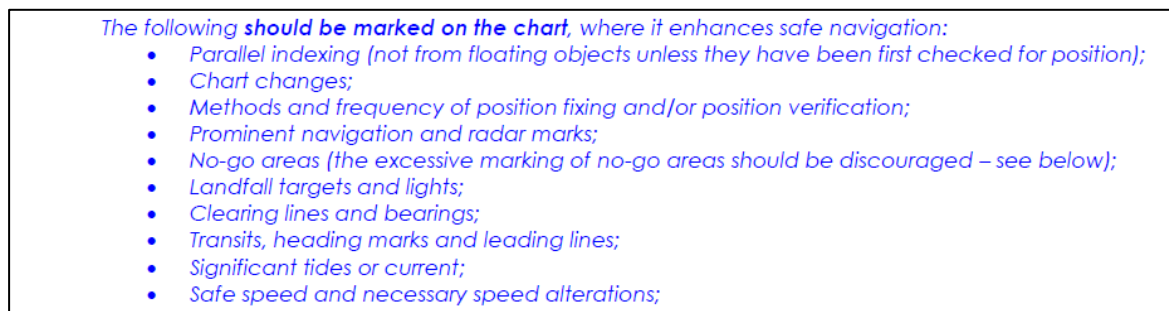 The following should be marked on the chart, where it enhances safe navigation:
• Parallel indexing (not from floating objects unless they have been first checked for position);
• Chart changes;
• Methods and frequency of position fixing and/or position verification;
• Prominent navigation and radar marks;
• No-go areas (the excessive marking of no-go areas should be discouraged – see below);
• Landfall targets and lights;
• Clearing lines and bearings;
• Transits, heading marks and leading lines;
• Significant tides or current;
• Safe speed and necessary speed alterations;